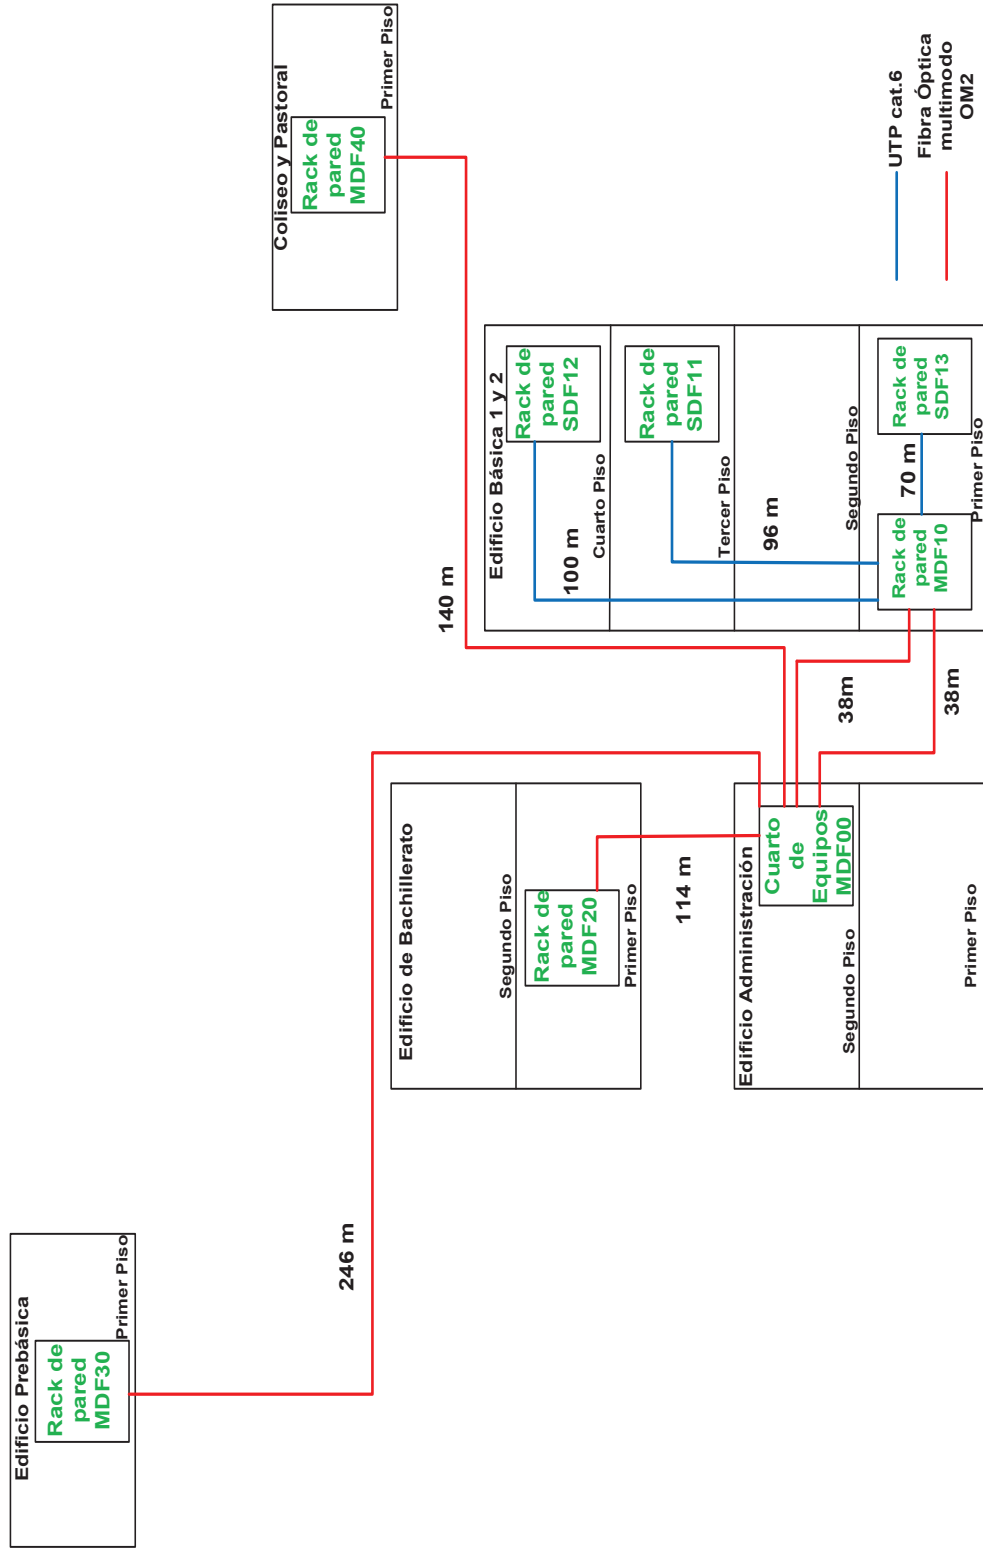 Edificio Prebásica
Rack de
pared
MDF30
Primer Piso
246 m
Edificio de Bachillerato
Segundo Piso
Rack de
pared
MDF20
Primer Piso
114 m
Edificio Administración
Cuarto
de
Equipos
MDF00
Segundo Piso
Primer Piso
Coliseo y Pastoral
Rack de
pared
MDF40
Primer Piso
140 m
Edificio Básica 1 y 2
Rack de
pared
SDF12
Cuarto Piso
100 m
Rack de
pared
SDF11
Tercer Piso
96 m
Segundo Piso
Rack de
pared
MDF10
70 m
Rack de
pared
SDF13
Primer Piso
38m
38m
UTP cat.6
Fibra Óptica
multimodo
OM2